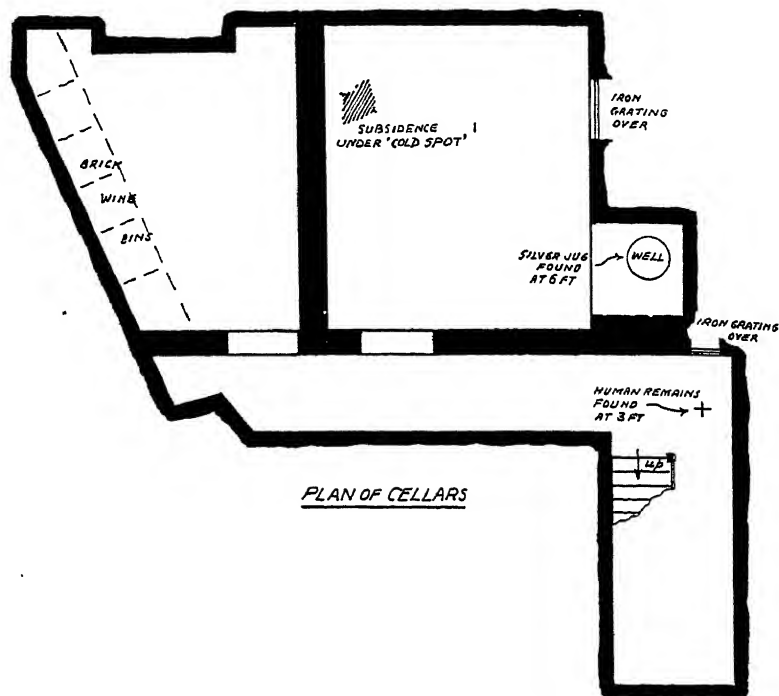 IRON
GRATING
OVER
SUBSIDENCE
UNDER 'COLD SPOT'
BRICK
WINE
BINS
SILVER JUG
FOUND
AT 6 FT
WELL
IRON GRATING
OVER
HUMAN REMAINS
FOUND
AT 3 FT
up
PLAN OF CELLARS